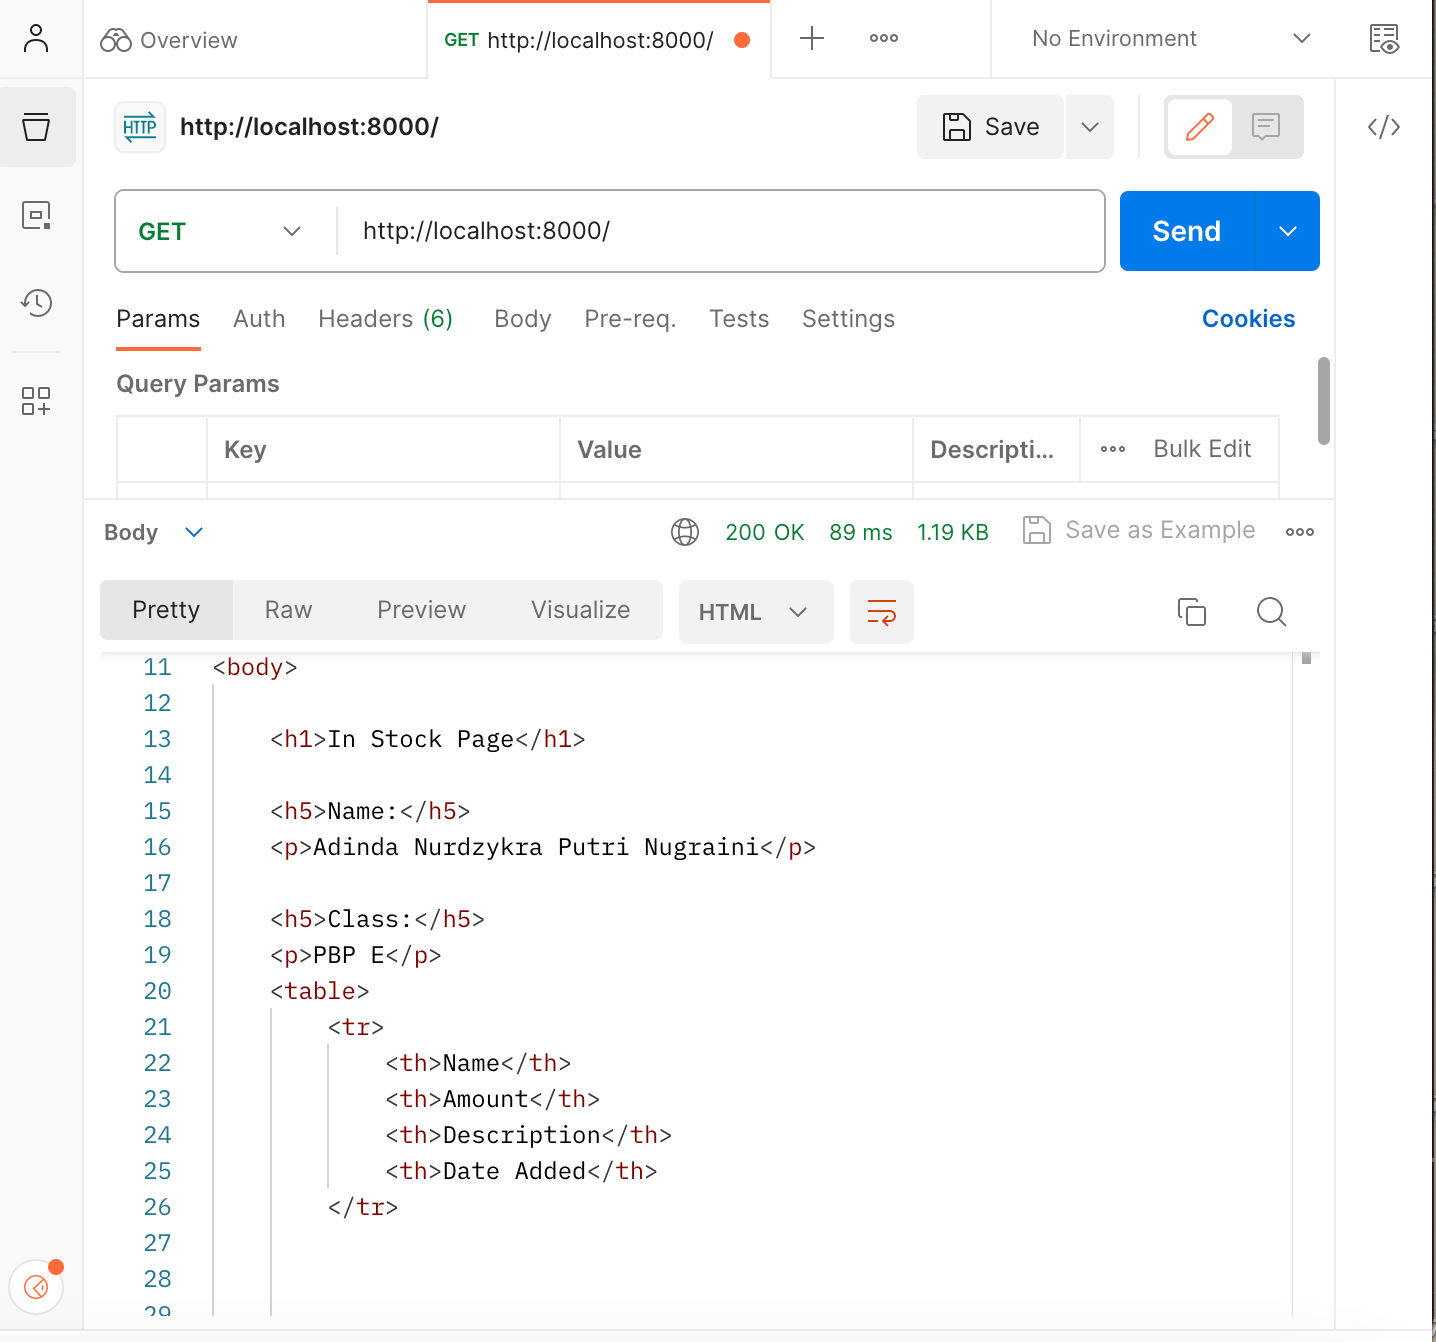 Overview
GET http://localhost:8000/
No Environment
HTTP http://localhost:8000/
Save
GET http://localhost:8000/
Send
Params Auth Headers (6) Body Pre-req. Tests Settings Cookies
Query Params
Key Value Descripti... Bulk Edit
Body 200 OK 89 ms 1.19 KB Save as Example
Pretty Raw Preview Visualize HTML
11 <body>
12
13 <h1>In Stock Page</h1>
14
15 <h5>Name:</h5>
16 <p>Adinda Nurdzykra Putri Nugraini</p>
17
18 <h5>Class:</h5>
19 <p>PBP E</p>
20 <table>
21 <tr>
22 <th>Name</th>
23 <th>Amount</th>
24 <th>Description</th>
25 <th>Date Added</th>
26 </tr>
27
28
29